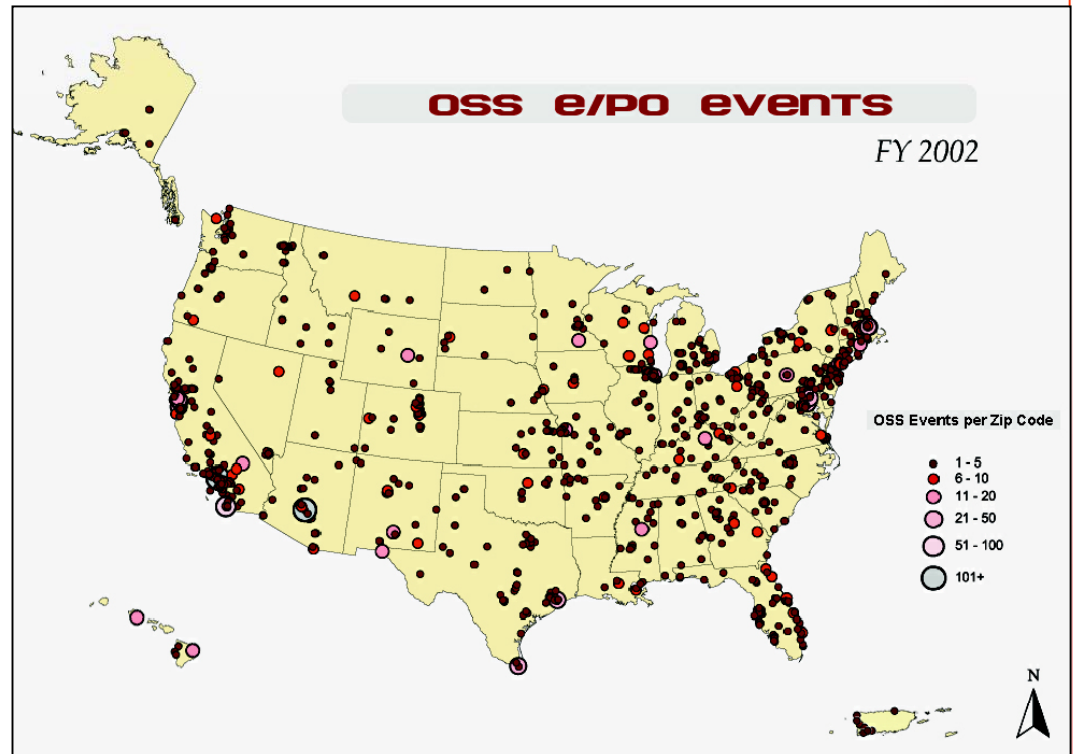 OSS E/PO EVENTS
FY 2002
OSS Events per Zip Code
1 - 5
6 - 10
11 - 20
21 - 50
51 - 100
101+
N